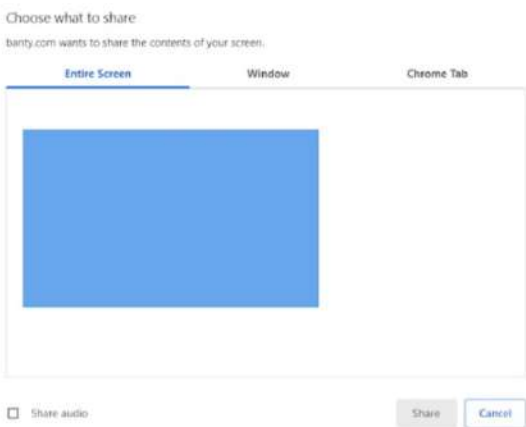 Choose what to share
banty.com wants to share the contents of your screen.
Entire Screen Window Chrome Tab
Share audio Share Cancel